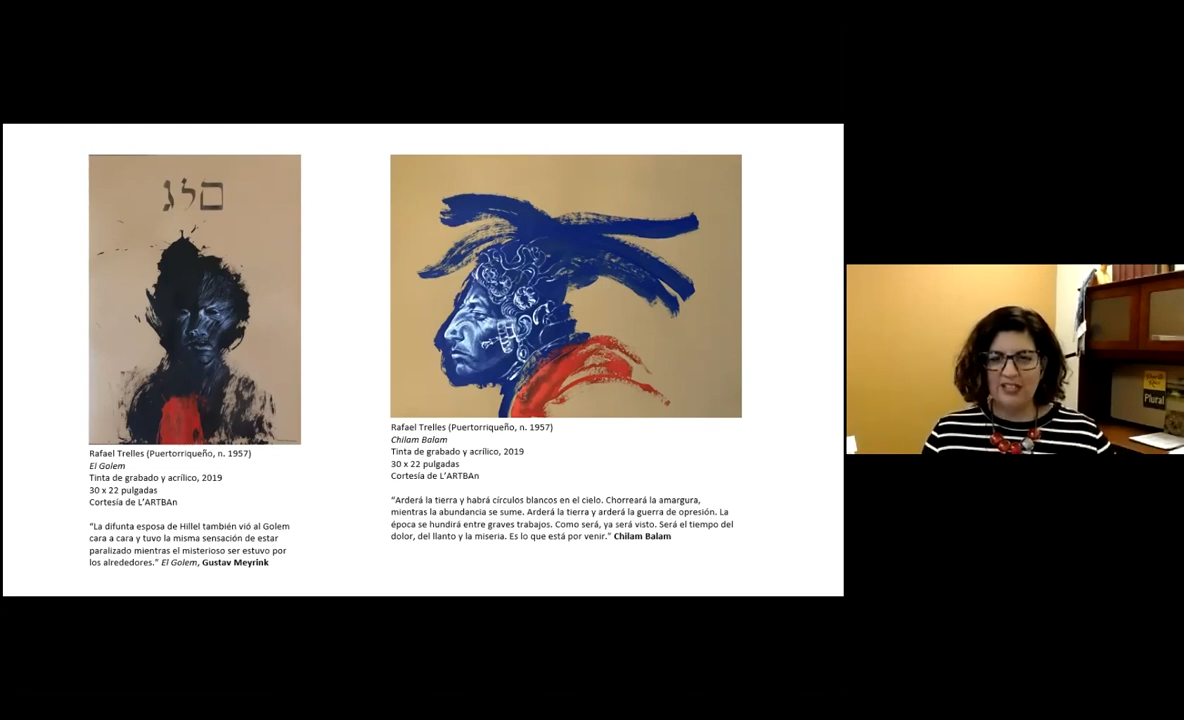 םלג
Rafael Trelles (Puertorriqueño, n. 1957)
El Golem
Tinta de grabado y acrílico, 2019
30 x 22 pulgadas
Cortesía de L’ARTBAn
“La difunta esposa de Hillel también vió al Golem
cara a cara y tuvo la misma sensación de estar
paralizado mientras el misterioso ser estuvo por
los alrededores.” El Golem, Gustav Meyrink
Rafael Trelles (Puertorriqueño, n. 1957)
Chilam Balam
Tinta de grabado y acrílico, 2019
30 x 22 pulgadas
Cortesía de L’ARTBAn
“Arderá la tierra y habrá círculos blancos en el cielo. Chorreará la amargura,
mientras la abundancia se sume. Arderá la tierra y arderá la guerra de opresión. La
época se hundirá entre graves trabajos. Como será, ya será visto. Será el tiempo del
dolor, del llanto y la miseria. Es lo que está por venir.” Chilam Balam
Plural